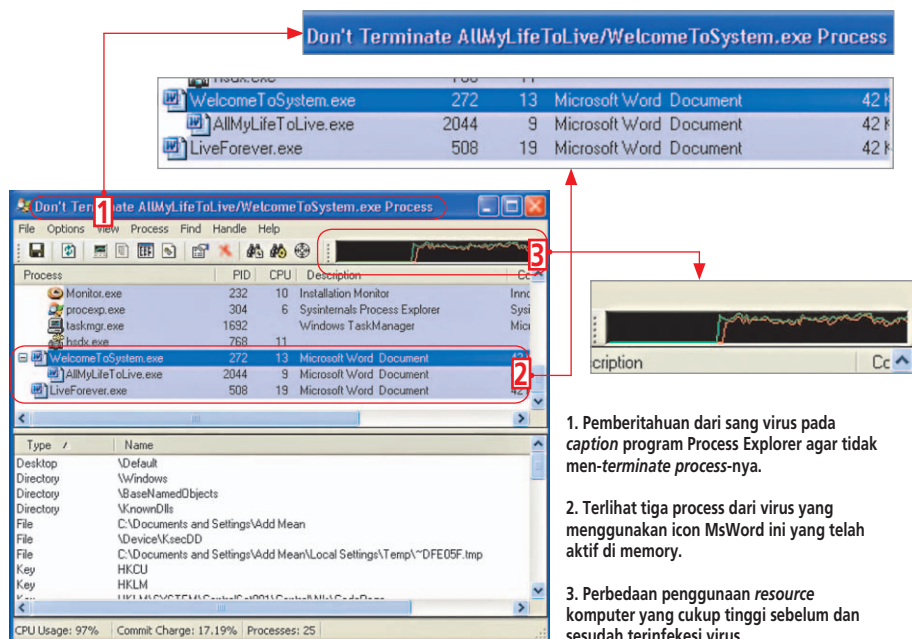 Don't Terminate AllMyLifeToLive/WelcomeToSystem.exe Process
WelcomeToSystem.exe 272 13 Microsoft Word Document 42 K
AllMyLifeToLive.exe 2044 9 Microsoft Word Document 42 K
LiveForever.exe 508 19 Microsoft Word Document 42 K
Don't Terminate AllMyLifeToLive/WelcomeToSystem.exe Process
1
File Options View Process Find Handle Help
3
Process PID CPU Description
Monitor.exe 232 10 Installation Monitor
procexp.exe 304 6 Sysinternals Process Explorer
taskmgr.exe 1692 Windows TaskManager
hsdx.exe 768 11
WelcomeToSystem.exe 272 13 Microsoft Word Document
AllMyLifeToLive.exe 2044 9 Microsoft Word Document
LiveForever.exe 508 19 Microsoft Word Document
2
cription Cc
Type / Name
Desktop \Default
Directory \Windows
Directory \BaseNamedObjects
Directory \KnownDlls
File C:\Documents and Settings\Add Mean
File \Device\KsecDD
File C:\Documents and Settings\Add Mean\Local Settings\Temp\~DFE05F.tmp
Key HKCU
Key HKLM
CPU Usage: 97% Commit Charge: 17.19% Processes: 25
1. Pemberitahuan dari sang virus pada
caption program Process Explorer agar tidak
men-terminate process-nya.
2. Terlihat tiga process dari virus yang
menggunakan icon MsWord ini yang telah
aktif di memory.
3. Perbedaan penggunaan resource
komputer yang cukup tinggi sebelum dan
sesudah terinfekesi virus